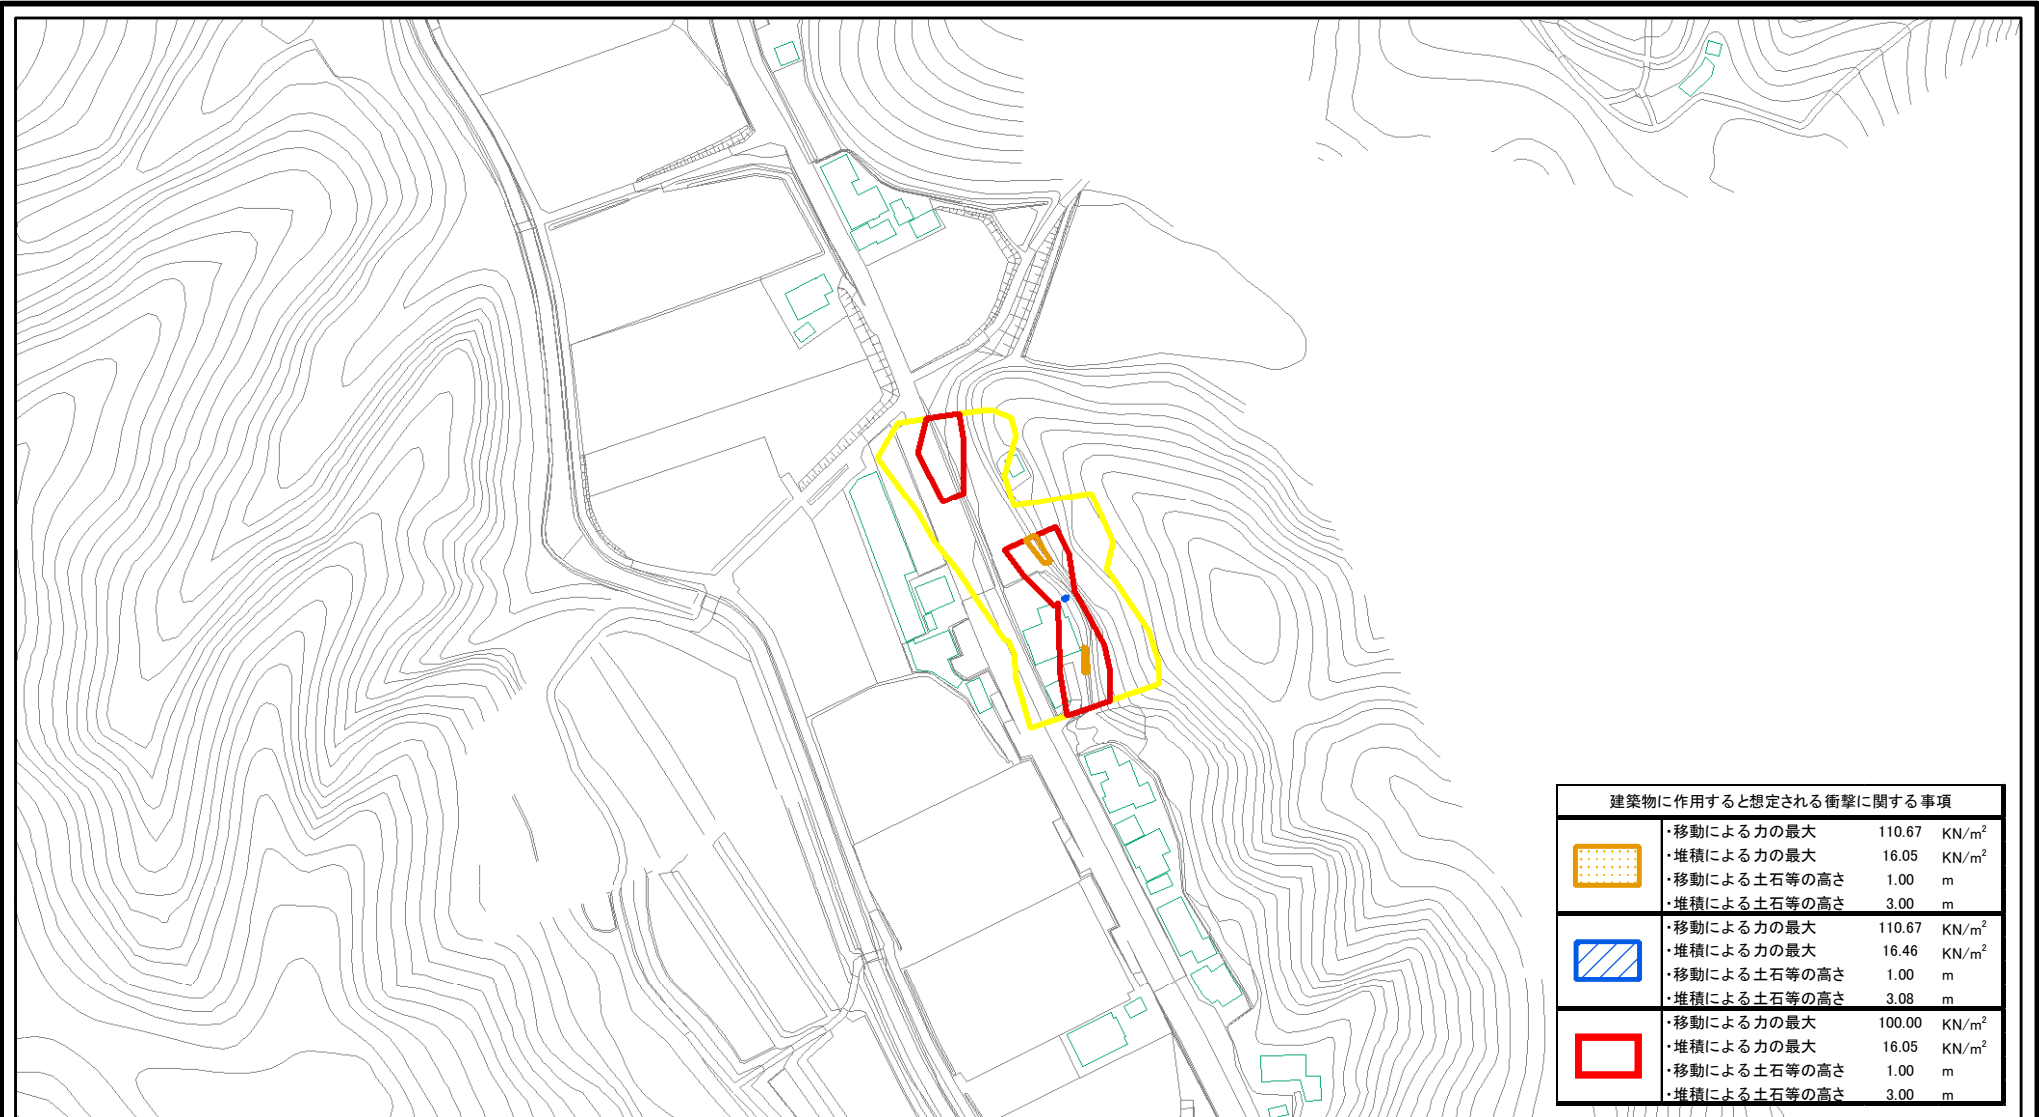 建築物に作用すると想定される衝撃に関する事項
・移動による力の最大 110.67 KN/m²
・堆積による力の最大 16.05 KN/m²
・移動による土石等の高さ 1.00 m
・堆積による土石等の高さ 3.00 m
・移動による力の最大 110.67 KN/m²
・堆積による力の最大 16.46 KN/m²
・移動による土石等の高さ 1.00 m
・堆積による土石等の高さ 3.08 m
・移動による力の最大 100.00 KN/m²
・堆積による力の最大 16.05 KN/m²
・移動による土石等の高さ 1.00 m
・堆積による土石等の高さ 3.00 m